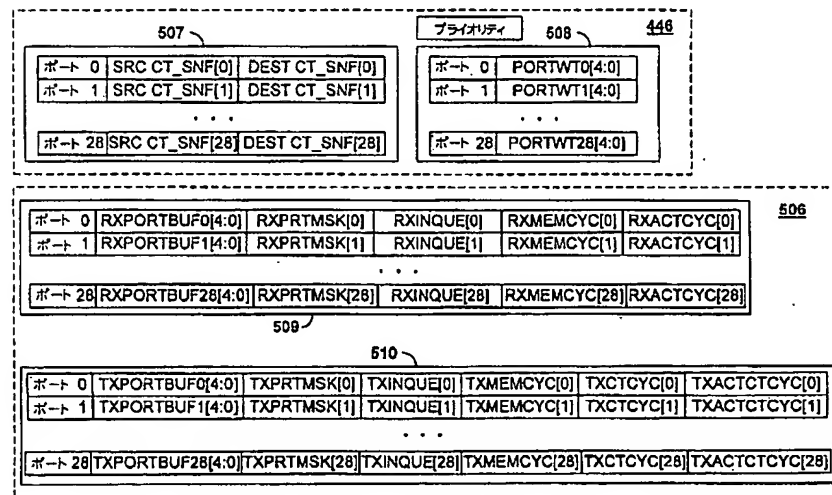 507
プライオリティ
508
446
ポート 0 SRC CT_SNF[0] DEST CT_SNF[0]
ポート 1 SRC CT_SNF[1] DEST CT_SNF[1]
. . .
ポート 28 SRC CT_SNF[28] DEST CT_SNF[28]
ポート 0 PORTWT0[4:0]
ポート 1 PORTWT1[4:0]
. . .
ポート 28 PORTWT28[4:0]
506
ポート 0 RXPORTBUF0[4:0] RXPRTMSK[0] RXINQUE[0] RXMEMCYC[0] RXACTCYC[0]
ポート 1 RXPORTBUF1[4:0] RXPRTMSK[1] RXINQUE[1] RXMEMCYC[1] RXACTCYC[1]
. . .
ポート 28 RXPORTBUF28[4:0] RXPRTMSK[28] RXINQUE[28] RXMEMCYC[28] RXACTCYC[28]
509
510
ポート 0 TXPORTBUF0[4:0] TXPRTMSK[0] TXINQUE[0] TXMEMCYC[0] TXCTCYC[0] TXACTCTCYC[0]
ポート 1 TXPORTBUF1[4:0] TXPRTMSK[1] TXINQUE[1] TXMEMCYC[1] TXCTCYC[1] TXACTCTCYC[1]
. . .
ポート 28 TXPORTBUF28[4:0] TXPRTMSK[28] TXINQUE[28] TXMEMCYC[28] TXCTCYC[28] TXACTCTCYC[28]